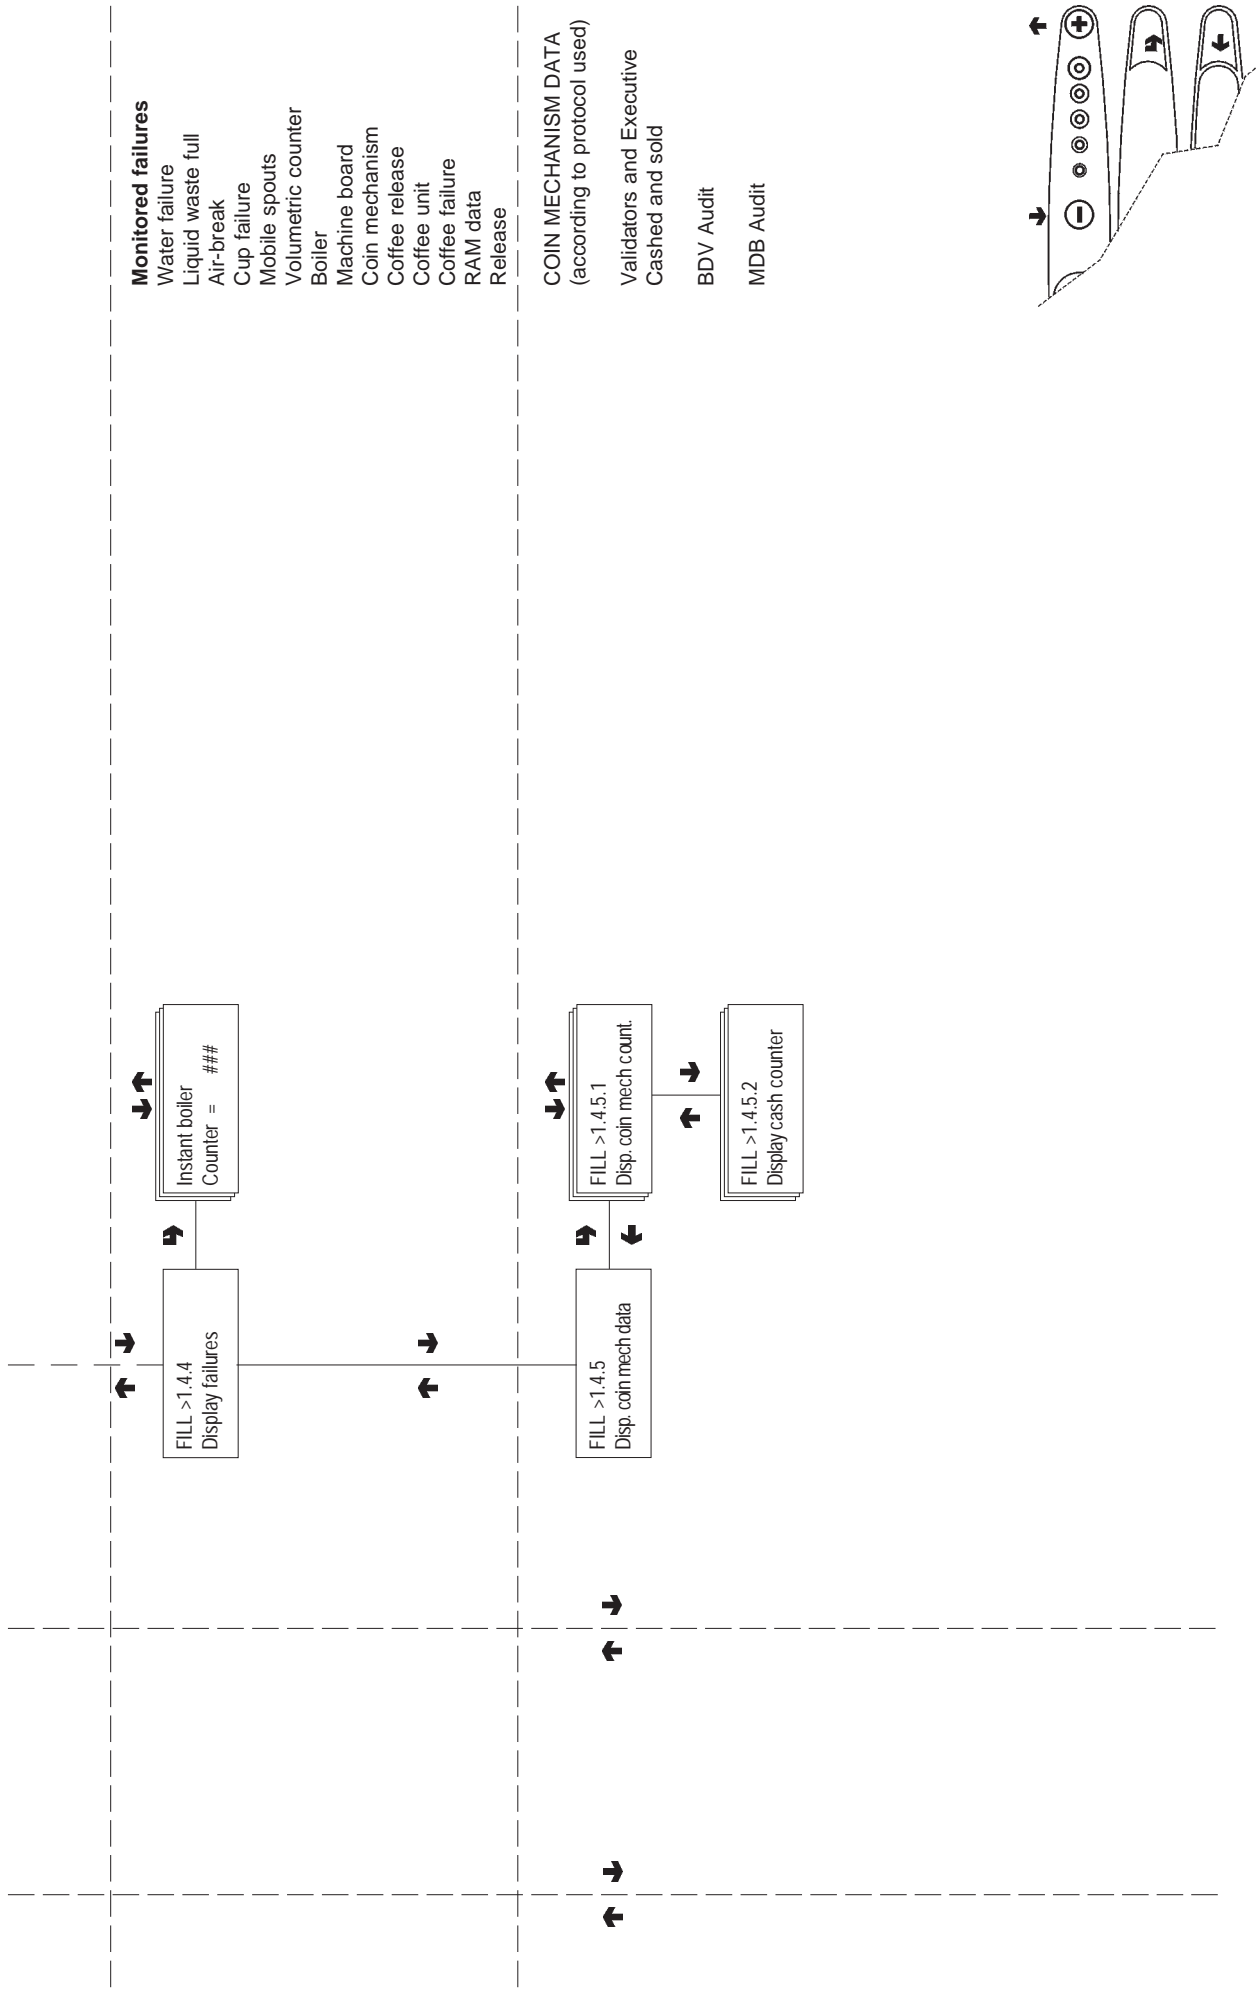 FILL >1.4.4
Display failures
Instant boiler
Counter = ###
Monitored failures
Water failure
Liquid waste full
Air-break
Cup failure
Mobile spouts
Volumetric counter
Boiler
Machine board
Coin mechanism
Coffee release
Coffee unit
Coffee failure
RAM data
Release
FILL >1.4.5
Disp. coin mech data
FILL >1.4.5.1
Disp. coin mech count.
FILL >1.4.5.2
Display cash counter
COIN MECHANISM DATA
(according to protocol used)
Validators and Executive
Cashed and sold
BDV Audit
MDB Audit